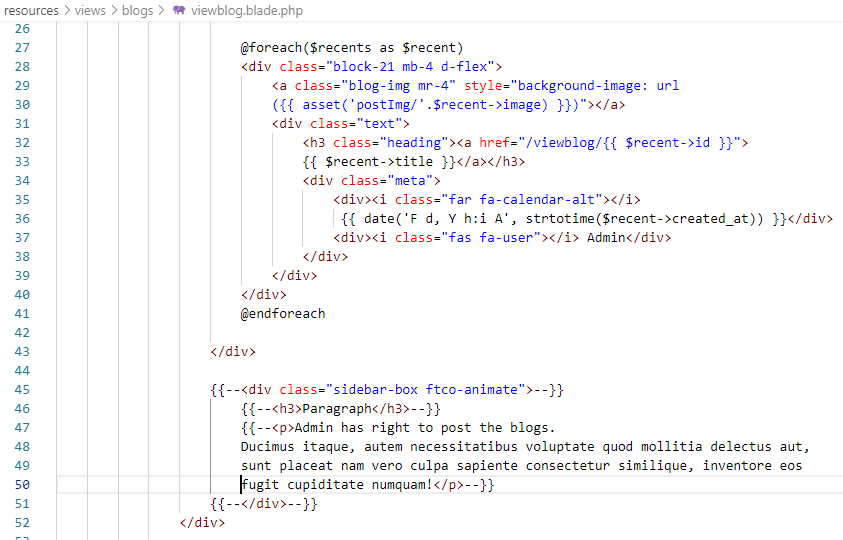 resources > views > blogs > viewblog.blade.php
26
27 @foreach($recents as $recent)
28 <div class="block-21 mb-4 d-flex">
29 <a class="blog-img mr-4" style="background-image: url
30 ({{ asset('postImg/'.$recent->image) }})"></a>
31 <div class="text">
32 <h3 class="heading"><a href="/viewblog/{{ $recent->id }}">
33 {{ $recent->title }}</a></h3>
34 <div class="meta">
35 <div><i class="far fa-calendar-alt"></i>
36 {{ date('F d, Y h:i A', strtotime($recent->created_at)) }}</div>
37 <div><i class="fas fa-user"></i> Admin</div>
38 </div>
39 </div>
40 </div>
41 @endforeach
42
43 </div>
44
45 {{--<div class="sidebar-box ftco-animate">--}}
46 {{--<h3>Paragraph</h3>--}}
47 {{--<p>Admin has right to post the blogs.
48 Ducimus itaque, autem necessitatibus voluptate quod mollitia delectus aut,
49 sunt placeat nam vero culpa sapiente consectetur similique, inventore eos
50 fugit cupiditate numquam!</p>--}}
51 {{--</div>--}}
52 </div>